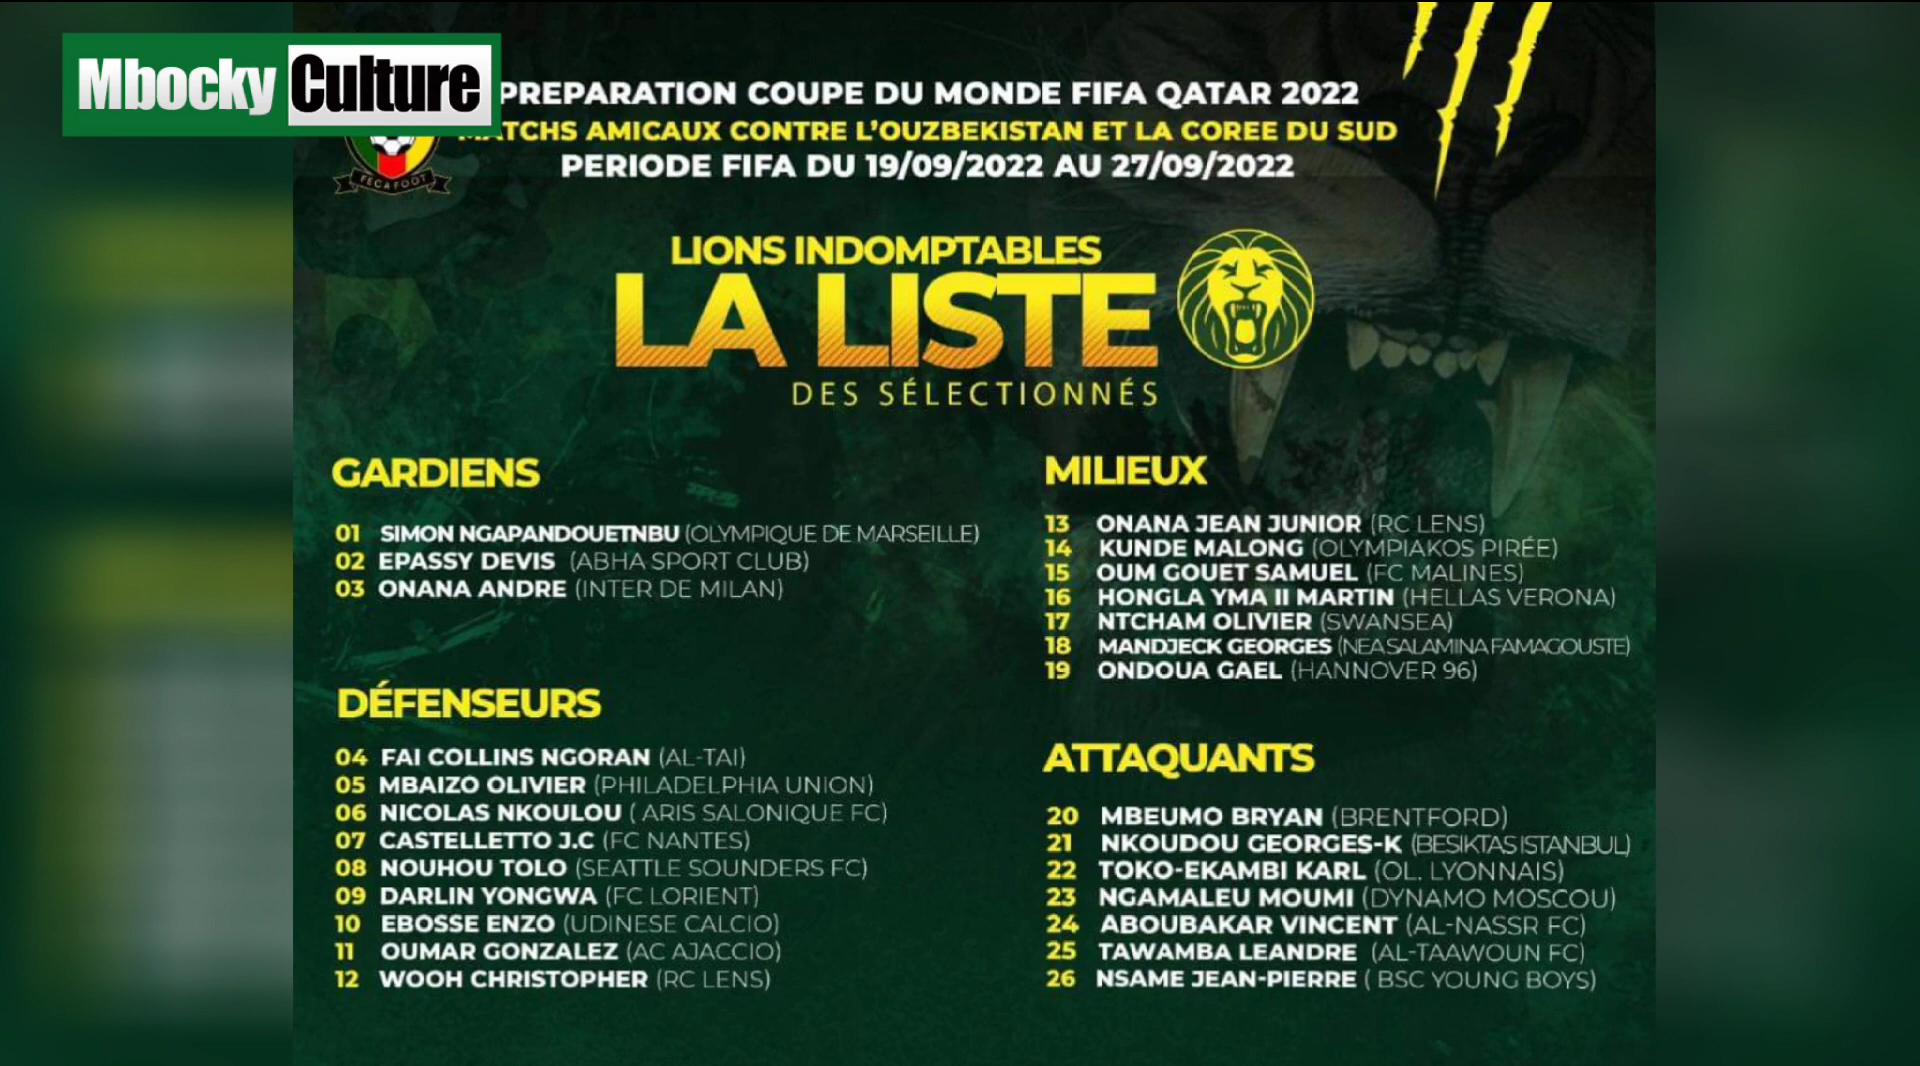 Mbocky Culture
PREPARATION COUPE DU MONDE FIFA QATAR 2022
MATCHS AMICAUX CONTRE L'OUZBEKISTAN ET LA COREE DU SUD
PERIODE FIFA DU 19/09/2022 AU 27/09/2022
FECAFOOT
LIONS INDOMPTABLES
LA LISTE
DES SÉLECTIONNÉS
GARDIENS
01 SIMON NGAPANDOUETNBU (OLYMPIQUE DE MARSEILLE)
02 EPASSY DEVIS (ABHA SPORT CLUB)
03 ONANA ANDRE (INTER DE MILAN)
DÉFENSEURS
04 FAI COLLINS NGORAN (AL-TAI)
05 MBAIZO OLIVIER (PHILADELPHIA UNION)
06 NICOLAS NKOULOU ( ARIS SALONIQUE FC)
07 CASTELLETTO J.C (FC NANTES)
08 NOUHOU TOLO (SEATTLE SOUNDERS FC)
09 DARLIN YONGWA (FC LORIENT)
10 EBOSSE ENZO (UDINESE CALCIO)
11 OUMAR GONZALEZ (AC AJACCIO)
12 WOOH CHRISTOPHER (RC LENS)
MILIEUX
13 ONANA JEAN JUNIOR (RC LENS)
14 KUNDE MALONG (OLYMPIAKOS PIRÉE)
15 OUM GOUET SAMUEL (FC MALINES)
16 HONGLA YMA II MARTIN (HELLAS VERONA)
17 NTCHAM OLIVIER (SWANSEA)
18 MANDJECK GEORGES (NEA SALAMINA FAMAGOUSTE)
19 ONDOUA GAEL (HANNOVER 96)
ATTAQUANTS
20 MBEUMO BRYAN (BRENTFORD)
21 NKOUDOU GEORGES-K (BESIKTAS ISTANBUL)
22 TOKO-EKAMBI KARL (OL. LYONNAIS)
23 NGAMALEU MOUMI (DYNAMO MOSCOU)
24 ABOUBAKAR VINCENT (AL-NASSR FC)
25 TAWAMBA LEANDRE (AL-TAAWOUN FC)
26 NSAME JEAN-PIERRE ( BSC YOUNG BOYS)